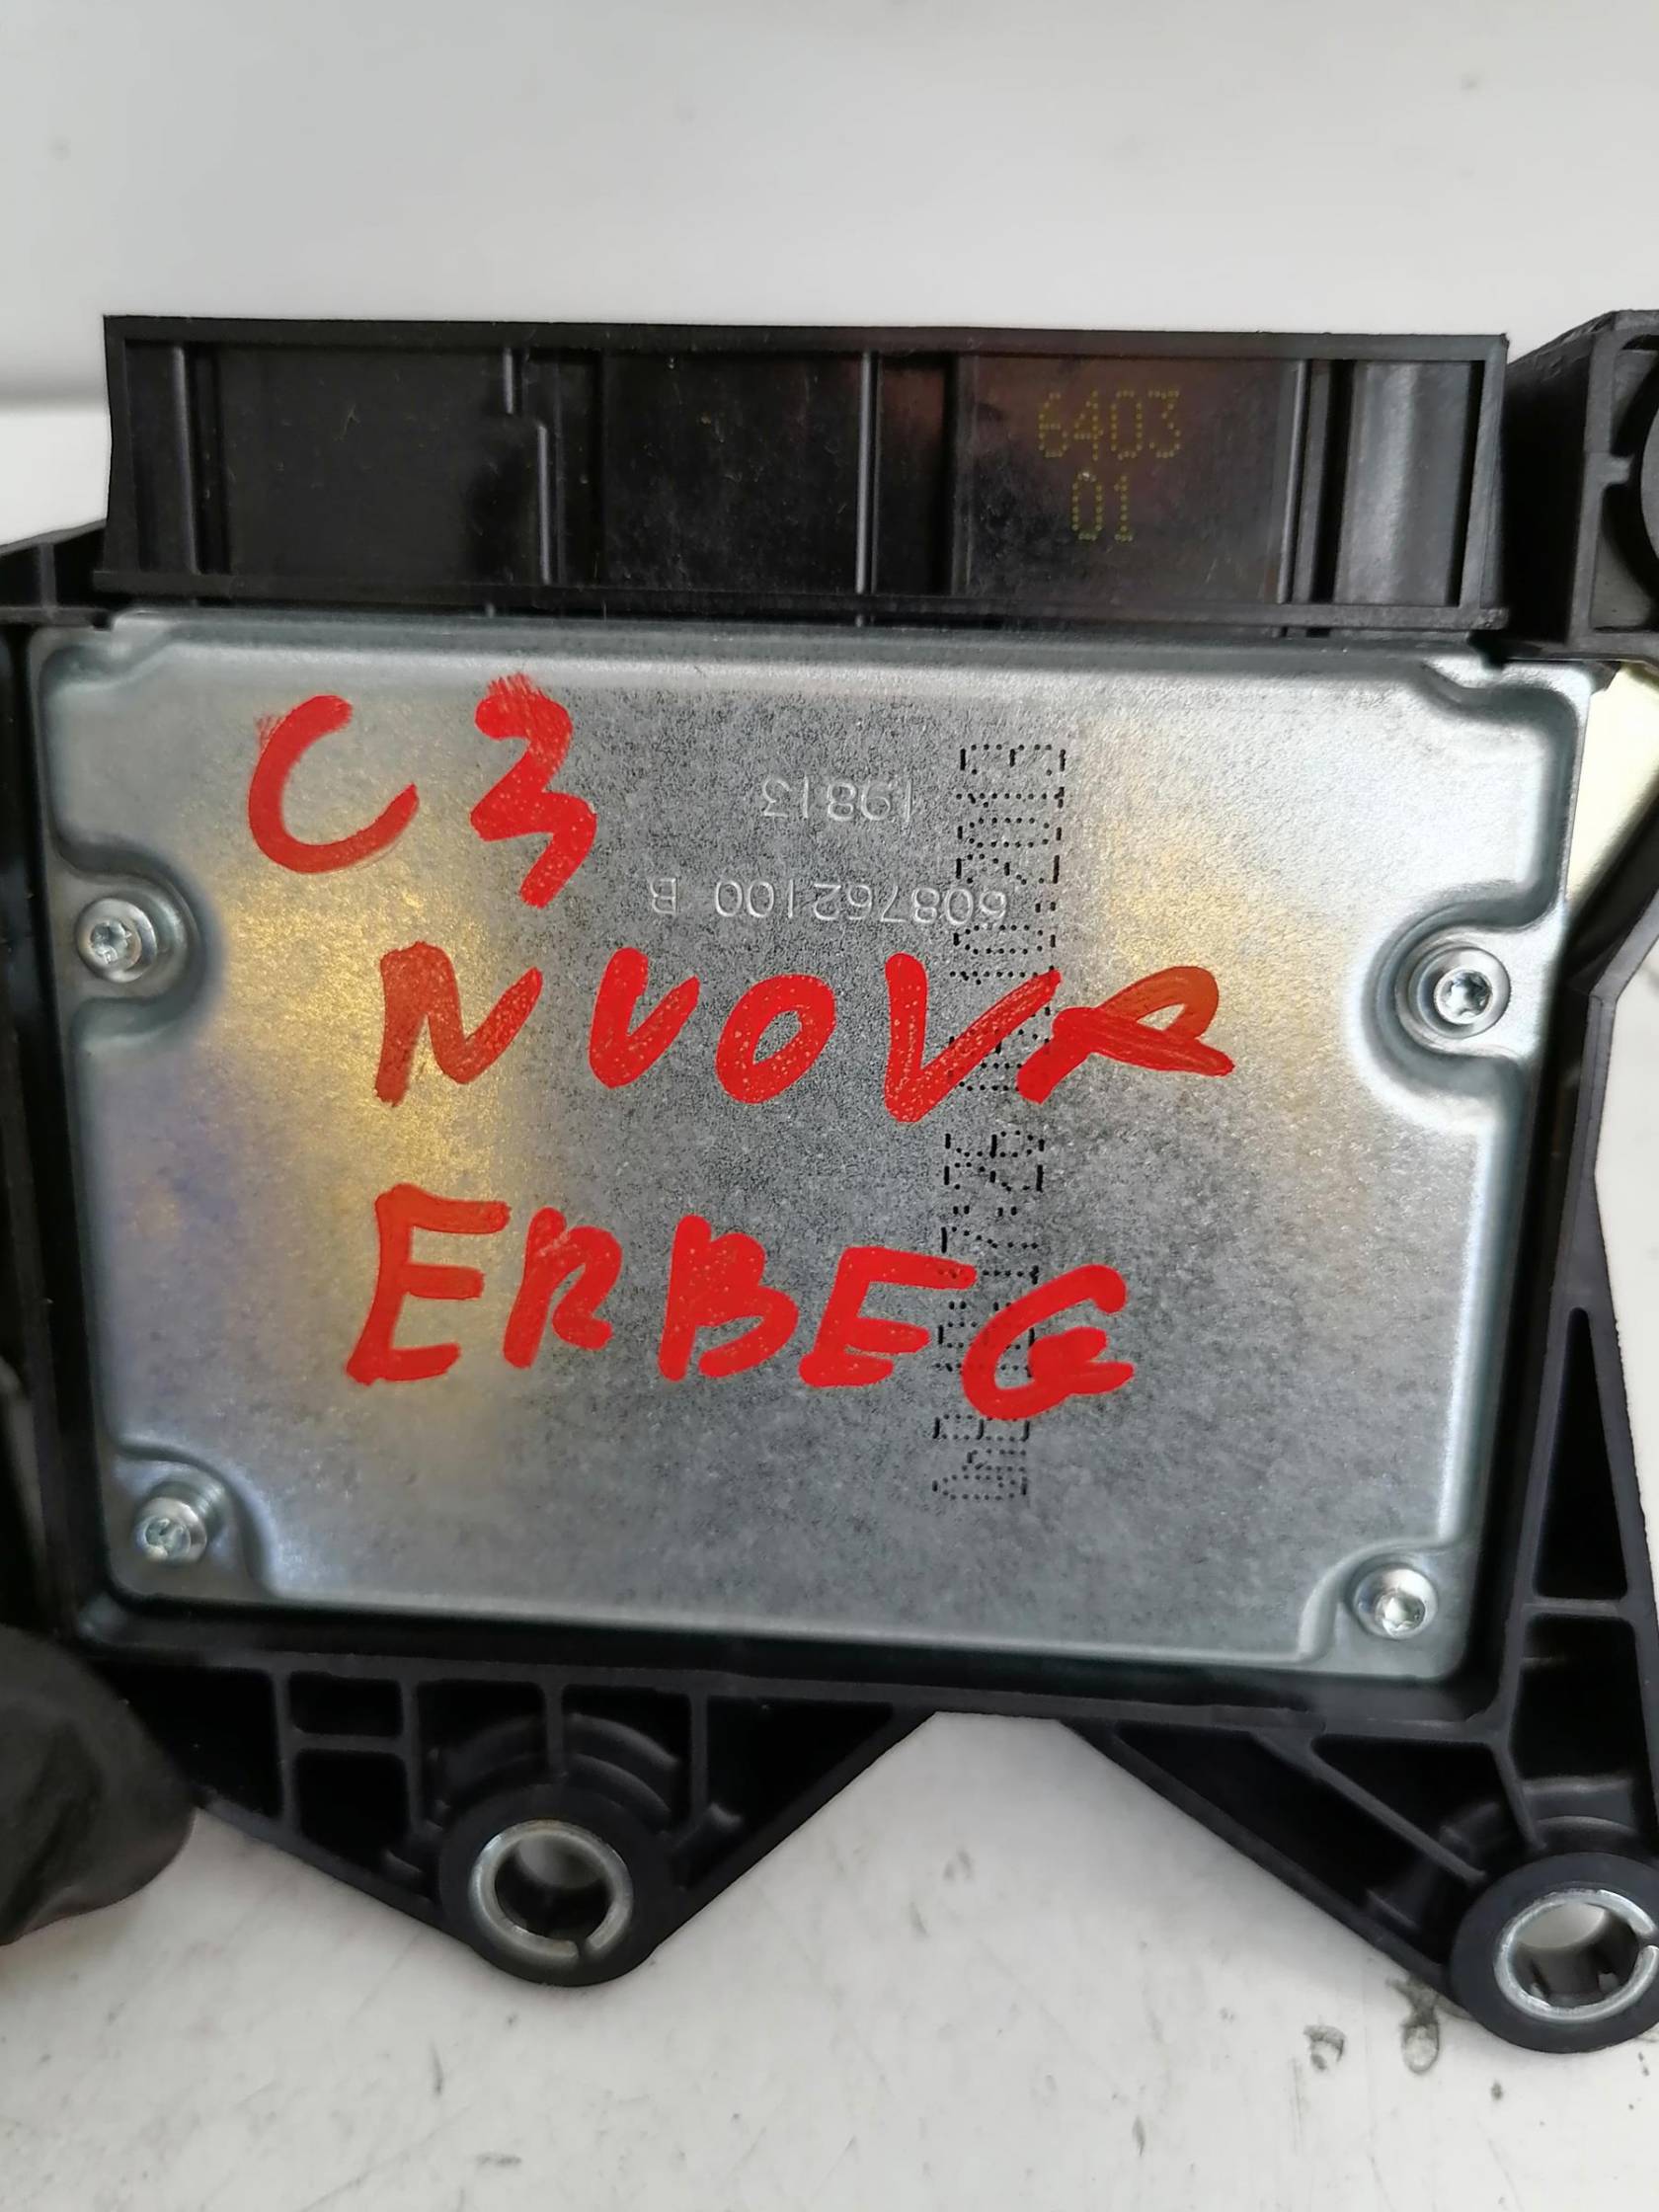 6403
01
C3
19813
608762100 B
NUOVA
ERBEG